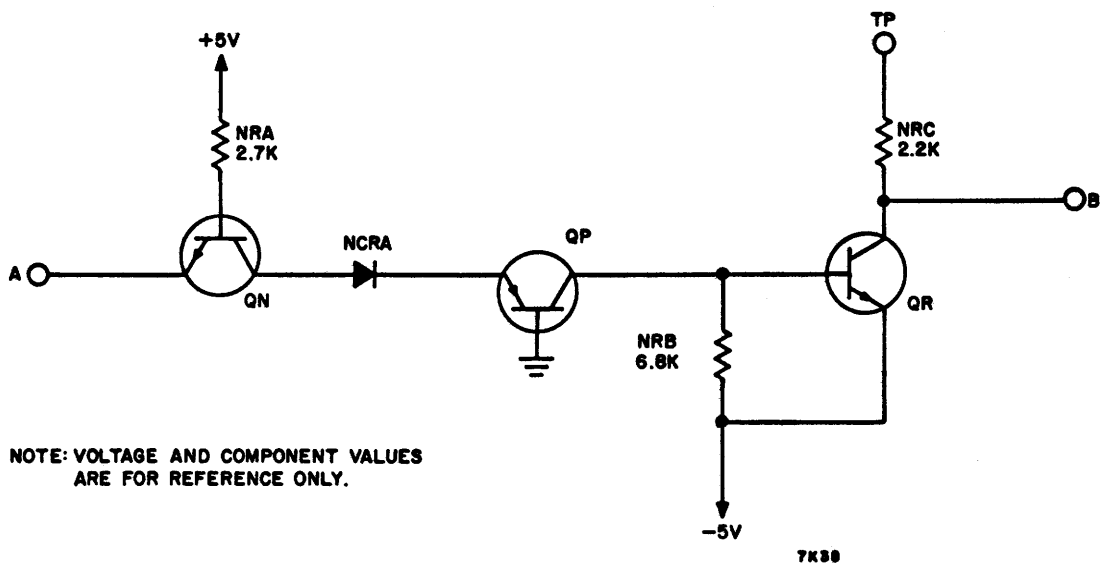 TP
+5V
NRA
2.7K
NRC
2.2K
B
A
NCRA
QP
QN
QR
NRB
6.8K
NOTE: VOLTAGE AND COMPONENT VALUES
ARE FOR REFERENCE ONLY.
-5V
7K38